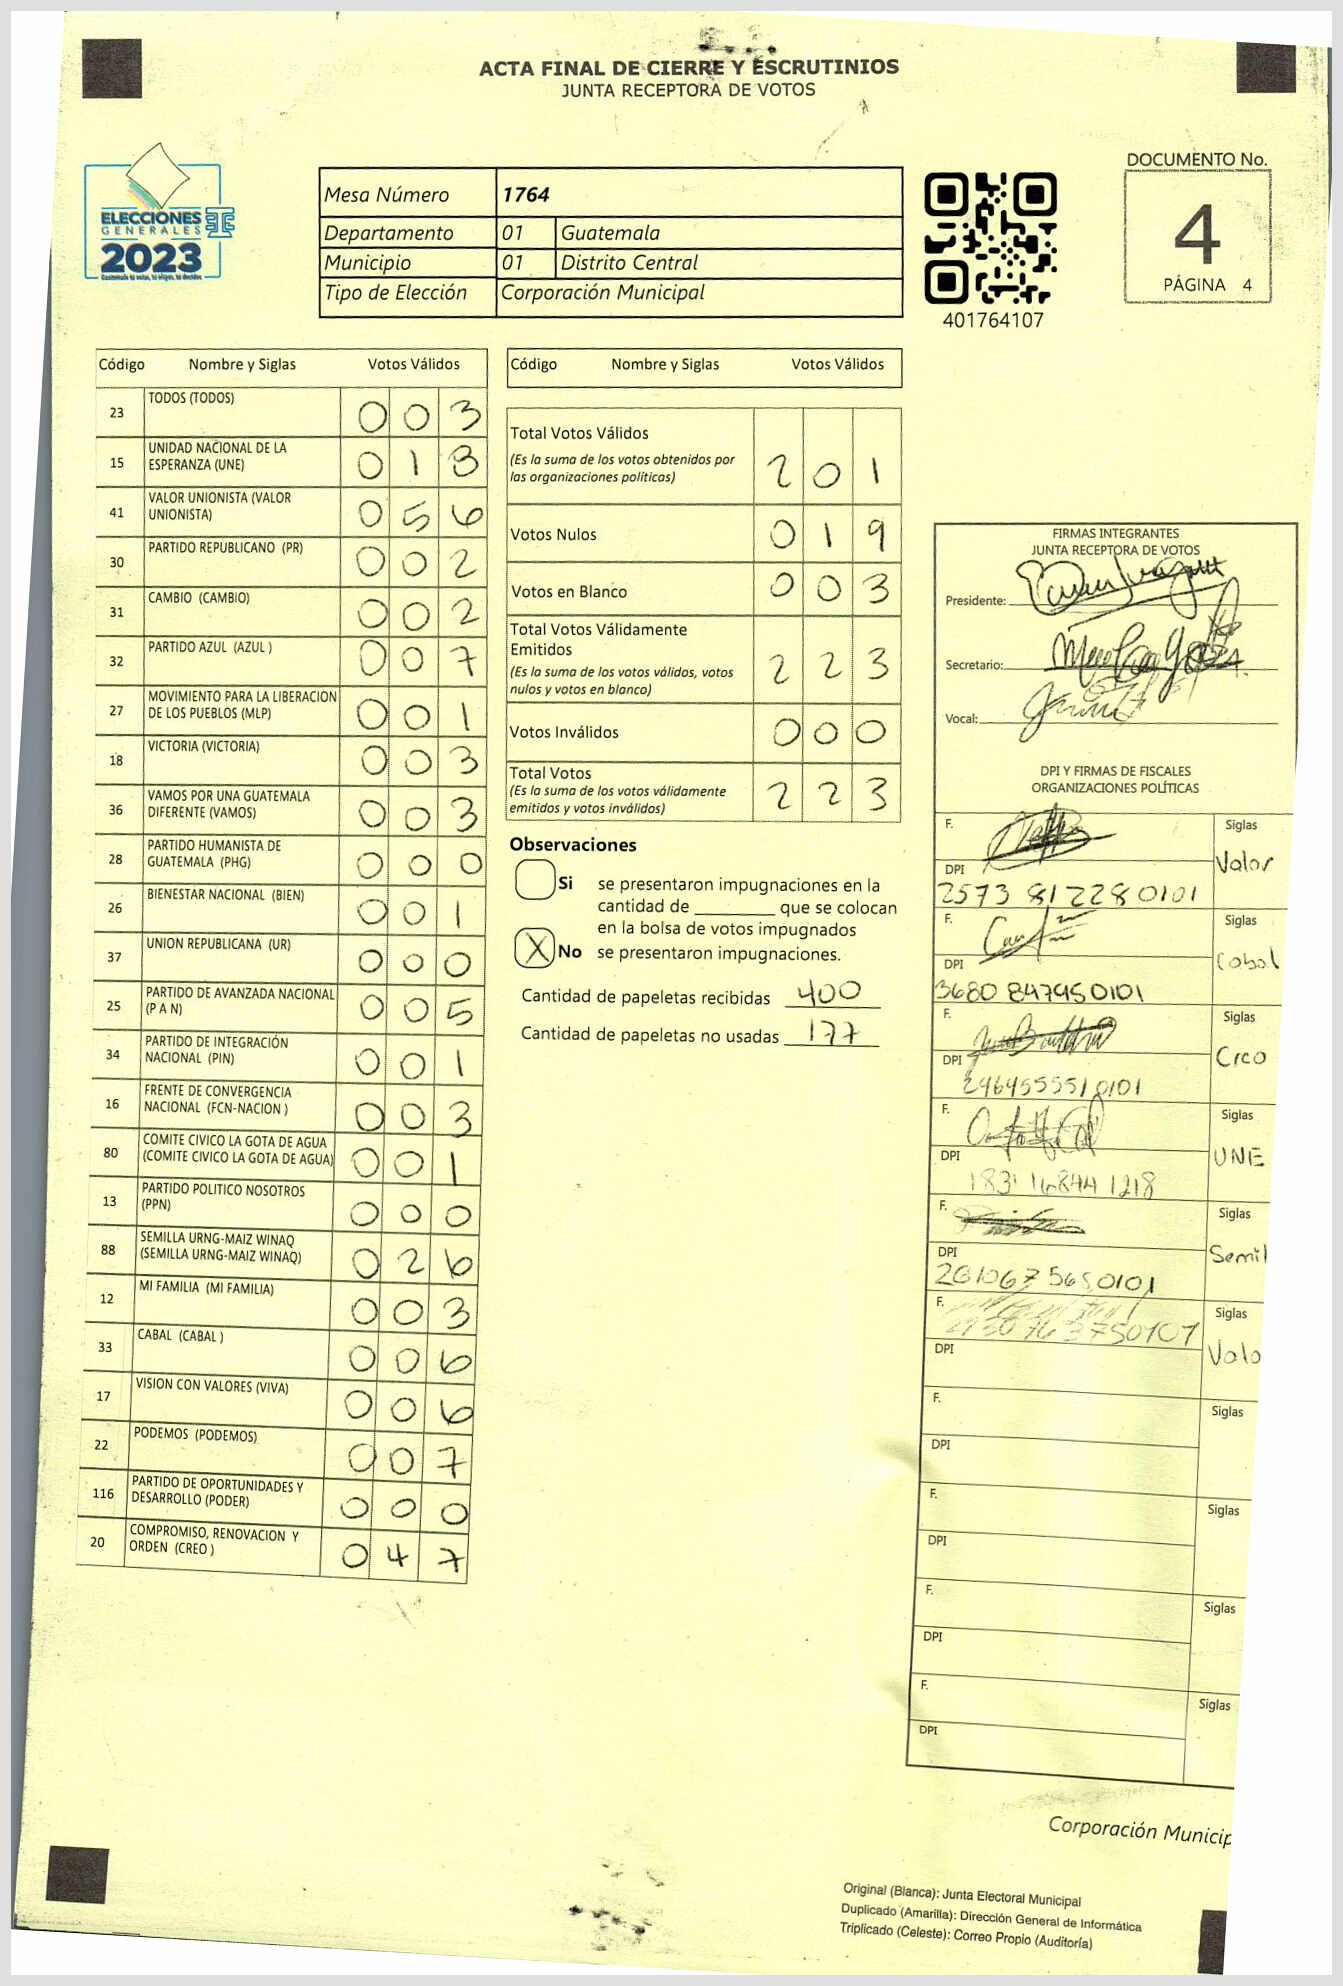 ACTA FINAL DE CIERRE Y ESCRUTINIOS
JUNTA RECEPTORA DE VOTOS
ELECCIONES
GENERALES
2023
Mesa Número 1764
Departamento 01 Guatemala
Municipio 01 Distrito Central
Tipo de Elección Corporación Municipal
401764107
DOCUMENTO No.
4
PÁGINA 4
Código Nombre y Siglas Votos Válidos
23 TODOS (TODOS) 0 0 3
15 UNIDAD NACIONAL DE LA
ESPERANZA (UNE) 0 1 8
41 VALOR UNIONISTA (VALOR
UNIONISTA) 0 5 6
30 PARTIDO REPUBLICANO (PR) 0 0 2
31 CAMBIO (CAMBIO) 0 0 2
32 PARTIDO AZUL (AZUL ) 0 0 7
27 MOVIMIENTO PARA LA LIBERACION
DE LOS PUEBLOS (MLP) 0 0 1
18 VICTORIA (VICTORIA) 0 0 3
36 VAMOS POR UNA GUATEMALA
DIFERENTE (VAMOS) 0 0 3
28 PARTIDO HUMANISTA DE
GUATEMALA (PHG) 0 0 0
26 BIENESTAR NACIONAL (BIEN) 0 0 1
37 UNION REPUBLICANA (UR) 0 0 0
25 PARTIDO DE AVANZADA NACIONAL
(P A N) 0 0 5
34 PARTIDO DE INTEGRACIÓN
NACIONAL (PIN) 0 0 1
16 FRENTE DE CONVERGENCIA
NACIONAL (FCN-NACION ) 0 0 3
80 COMITE CIVICO LA GOTA DE AGUA
(COMITE CIVICO LA GOTA DE AGUA) 0 0 1
13 PARTIDO POLITICO NOSOTROS
(PPN) 0 0 0
88 SEMILLA URNG-MAIZ WINAQ
(SEMILLA URNG-MAIZ WINAQ) 0 2 6
12 MI FAMILIA (MI FAMILIA) 0 0 3
33 CABAL (CABAL ) 0 0 6
17 VISION CON VALORES (VIVA) 0 0 6
22 PODEMOS (PODEMOS) 0 0 7
116 PARTIDO DE OPORTUNIDADES Y
DESARROLLO (PODER) 0 0 0
20 COMPROMISO, RENOVACION Y
ORDEN (CREO ) 0 4 7
Código Nombre y Siglas Votos Válidos
Total Votos Válidos
(Es la suma de los votos obtenidos por
las organizaciones políticas) 2 0 1
Votos Nulos 0 1 9
Votos en Blanco 0 0 3
Total Votos Válidamente
Emitidos
(Es la suma de los votos válidos, votos
nulos y votos en blanco) 2 2 3
Votos Inválidos 0 0 0
Total Votos
(Es la suma de los votos válidamente
emitidos y votos inválidos) 2 2 3
Observaciones
Si se presentaron impugnaciones en la
cantidad de ________ que se colocan
en la bolsa de votos impugnados
X No se presentaron impugnaciones.
Cantidad de papeletas recibidas 400
Cantidad de papeletas no usadas 177
FIRMAS INTEGRANTES
JUNTA RECEPTORA DE VOTOS
Presidente:
Secretario:
Vocal:
DPI Y FIRMAS DE FISCALES
ORGANIZACIONES POLÍTICAS
F. Siglas
Valor
DPI
2573 81228 0101
F. Siglas
Cabal
DPI
3680 847950101
F. Siglas
Creo
DPI
2464555510101
F. Siglas
UNE
DPI
F. Siglas
Semil
DPI
F. Siglas
Valo
DPI
F. Siglas
DPI
F. Siglas
DPI
F. Siglas
DPI
F. Siglas
DPI
Corporación Municip
Original (Blanca): Junta Electoral Municipal
Duplicado (Amarilla): Dirección General de Informática
Triplicado (Celeste): Correo Propio (Auditoría)